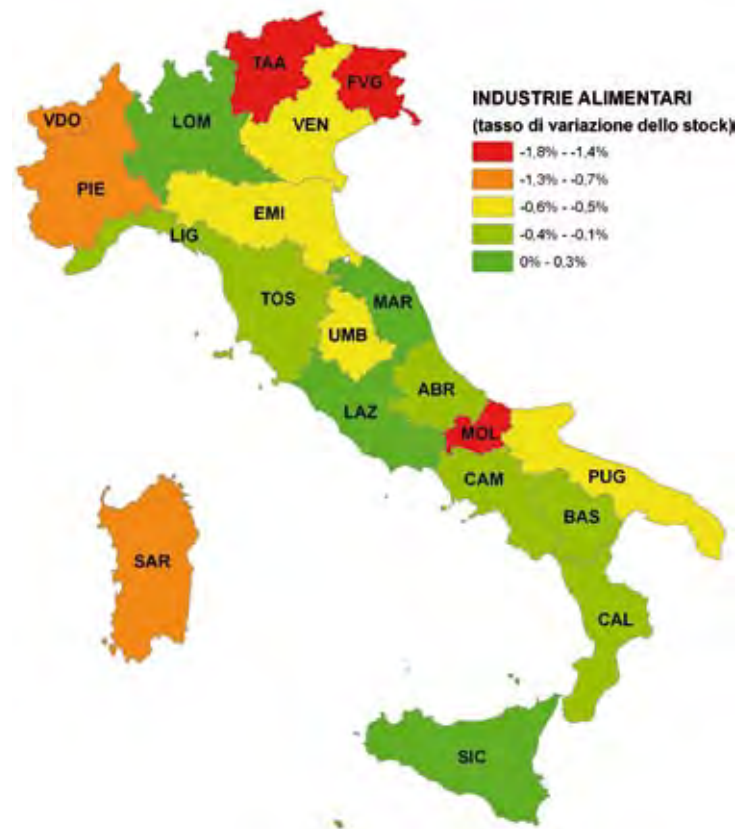 TAA
FVG
VDO
LOM
VEN
PIE
EMI
LIG
TOS
MAR
UMB
ABR
LAZ
MOL
CAM
PUG
BAS
SAR
CAL
SIC
INDUSTRIE ALIMENTARI
(tasso di variazione dello stock)
-1,8% - -1,4%
-1,3% - -0,7%
-0,6% - -0,5%
-0,4% - -0,1%
0% - 0,3%